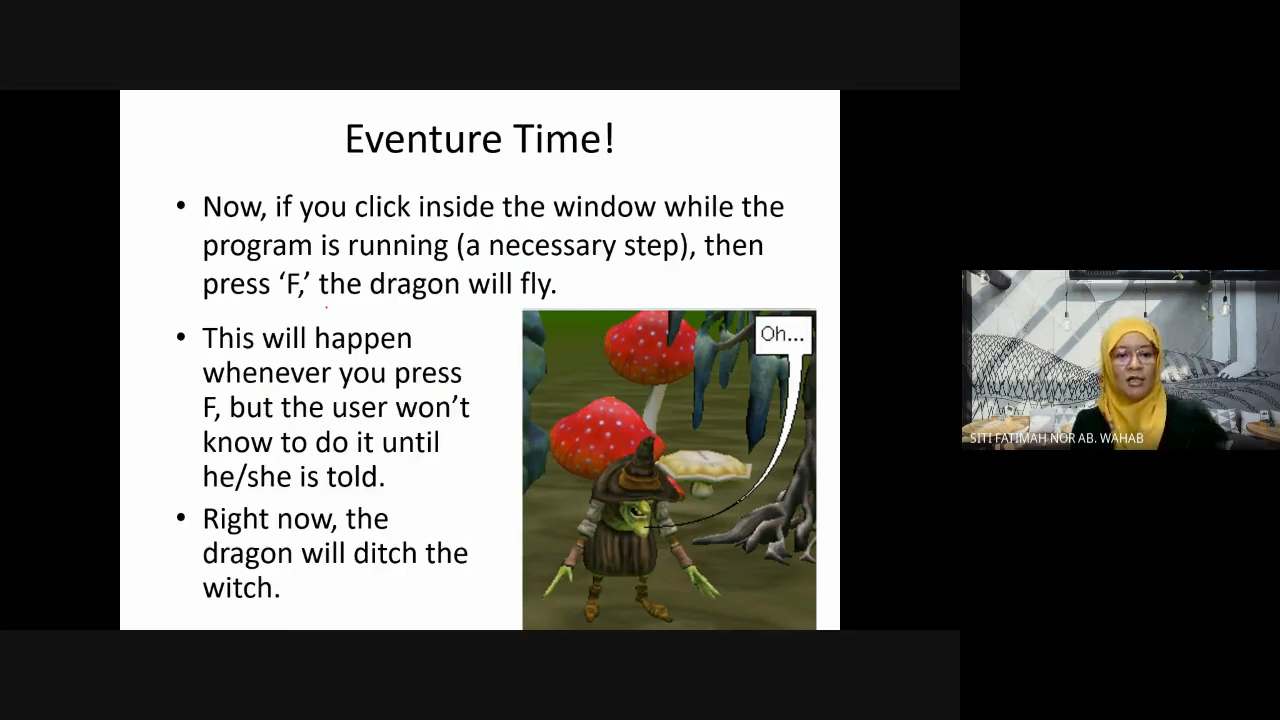 Eventure Time!
• Now, if you click inside the window while the
program is running (a necessary step), then
press ‘F,’ the dragon will fly.
• This will happen
whenever you press
F, but the user won’t
know to do it until
he/she is told.
• Right now, the
dragon will ditch the
witch.
Oh...
SITI FATIMAH NOR AB. WAHAB